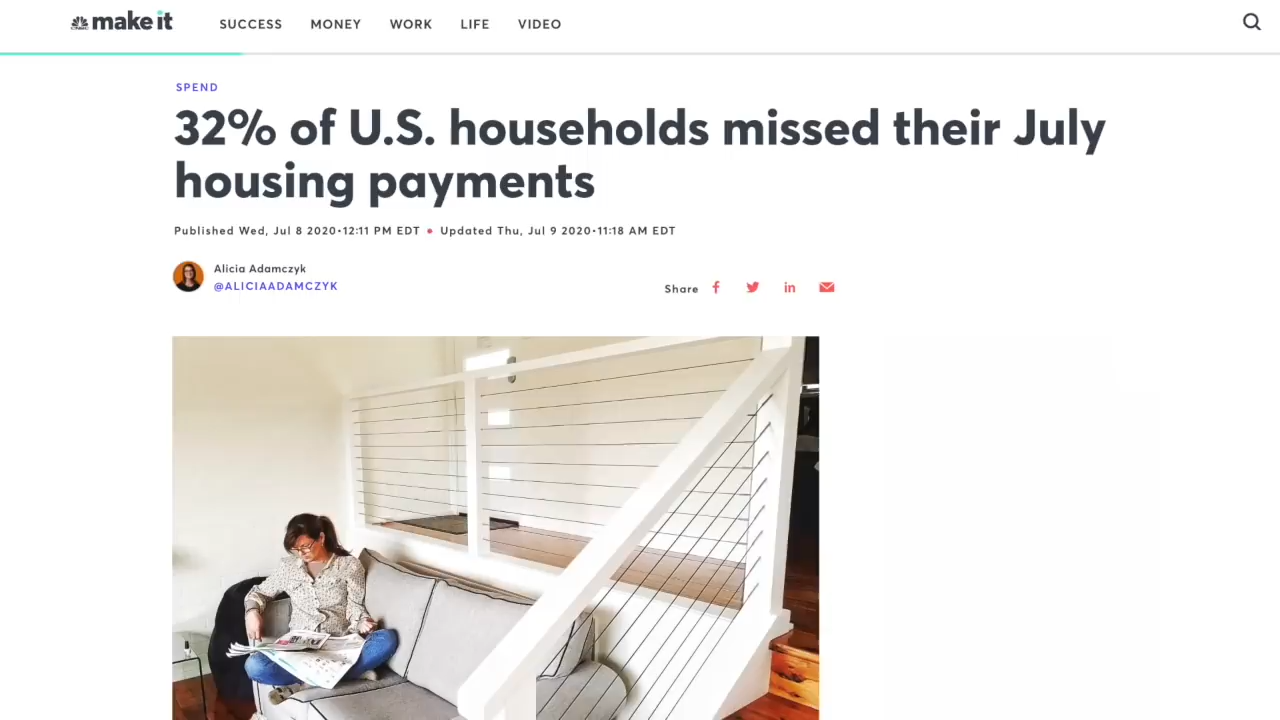 make it
SUCCESS MONEY WORK LIFE VIDEO
SPEND
32% of U.S. households missed their July
housing payments
Published Wed, Jul 8 2020•12:11 PM EDT • Updated Thu, Jul 9 2020•11:18 AM EDT
Alicia Adamczyk
@ALICIAADAMCZYK
Share